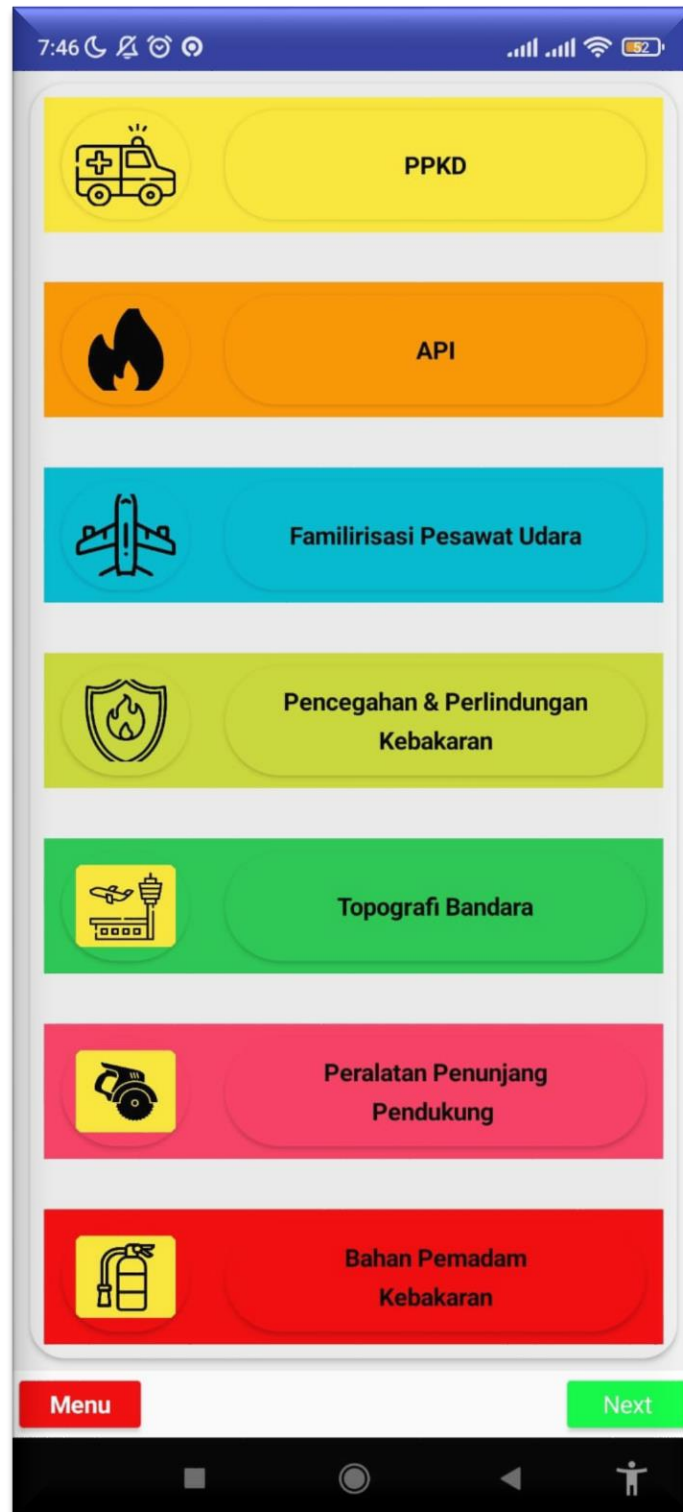 7:46
52
PPKD
API
Familirisasi Pesawat Udara
Pencegahan & Perlindungan
Kebakaran
Topografi Bandara
Peralatan Penunjang
Pendukung
Bahan Pemadam
Kebakaran
Menu
Next